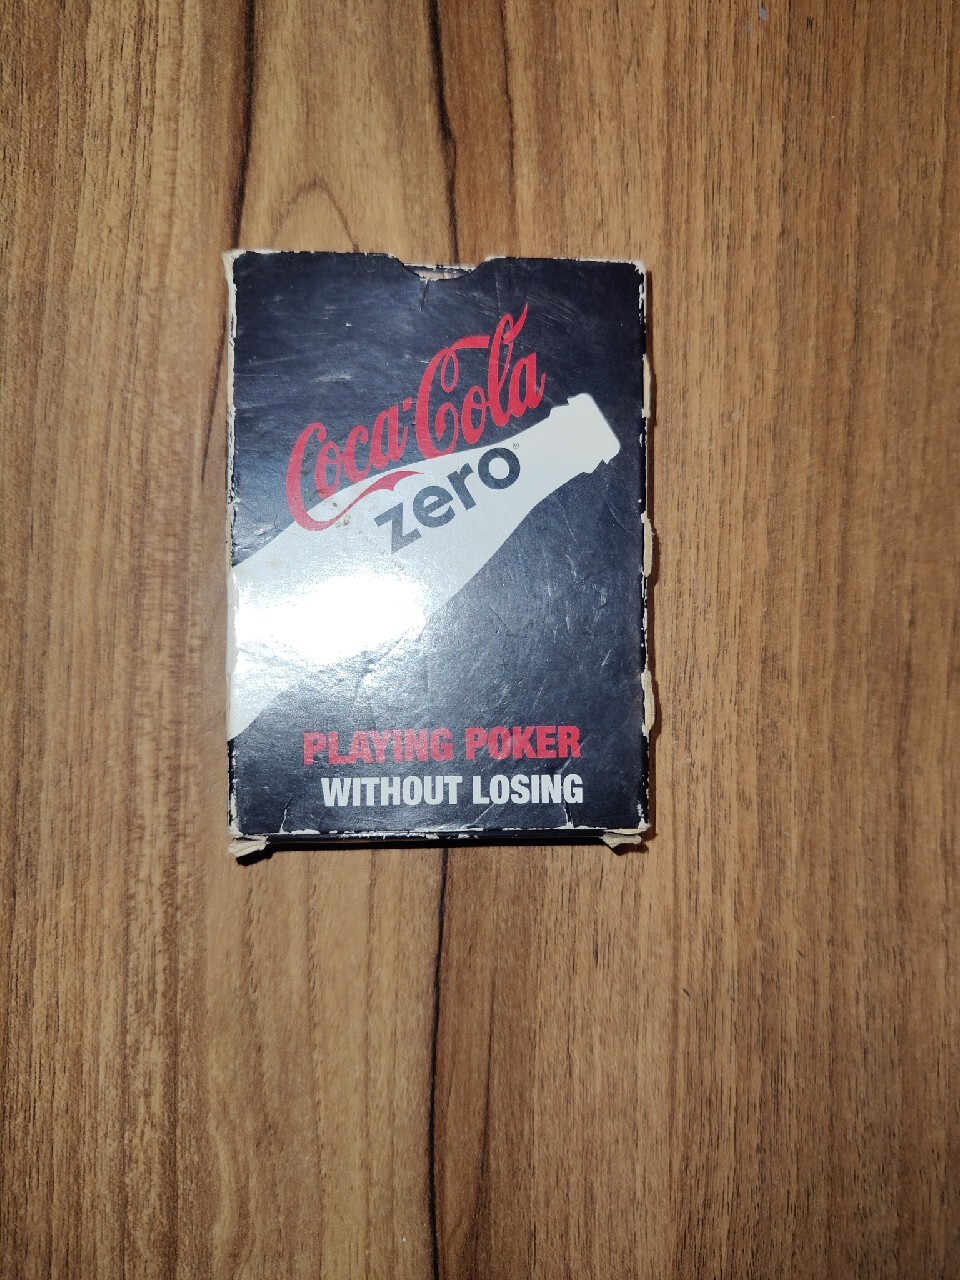 Coca-Cola
zero®
PLAYING POKER
WITHOUT LOSING